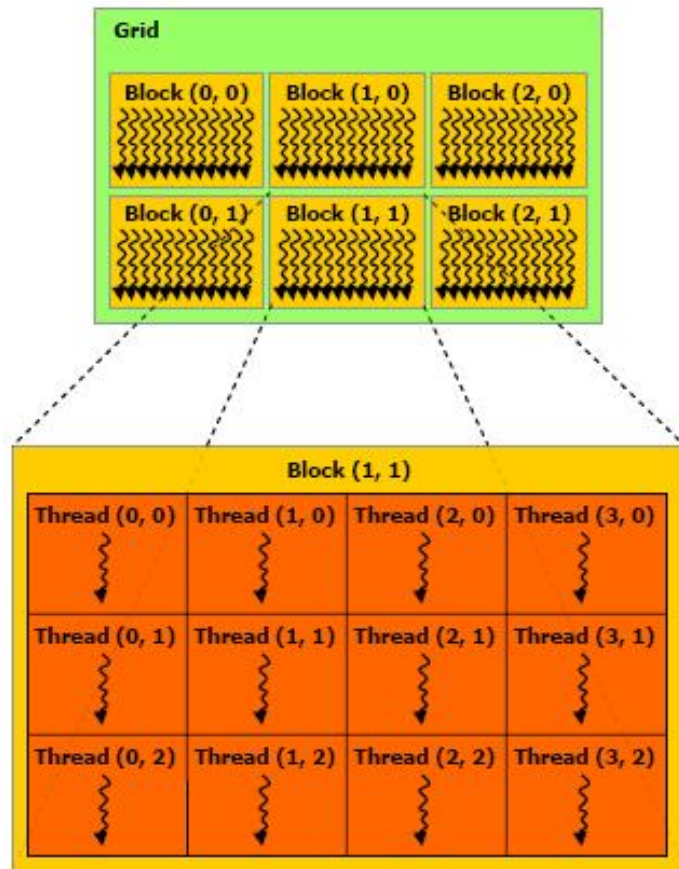 Grid
Block (0, 0) Block (1, 0) Block (2, 0)
Block (0, 1) Block (1, 1) Block (2, 1)
Block (1, 1)
Thread (0, 0) Thread (1, 0) Thread (2, 0) Thread (3, 0)
Thread (0, 1) Thread (1, 1) Thread (2, 1) Thread (3, 1)
Thread (0, 2) Thread (1, 2) Thread (2, 2) Thread (3, 2)